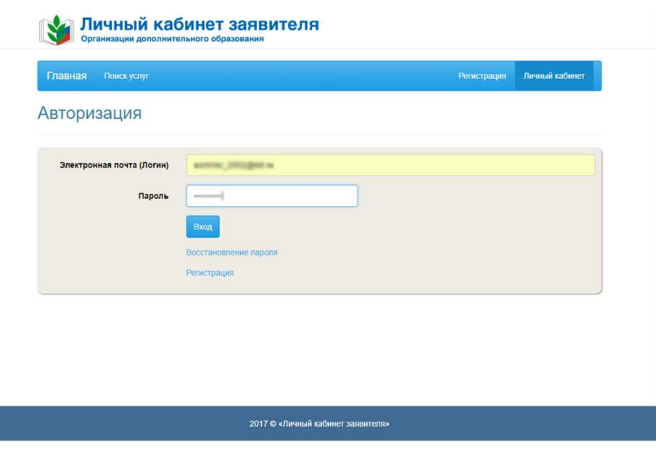 Личный кабинет заявителя
Организации дополнительного образования
Главная Поиск услуг Регистрация Личный кабинет
Авторизация
Электронная почта (Логин)
Пароль
Вход
Восстановление пароля
Регистрация
2017 © «Личный кабинет заявителя»